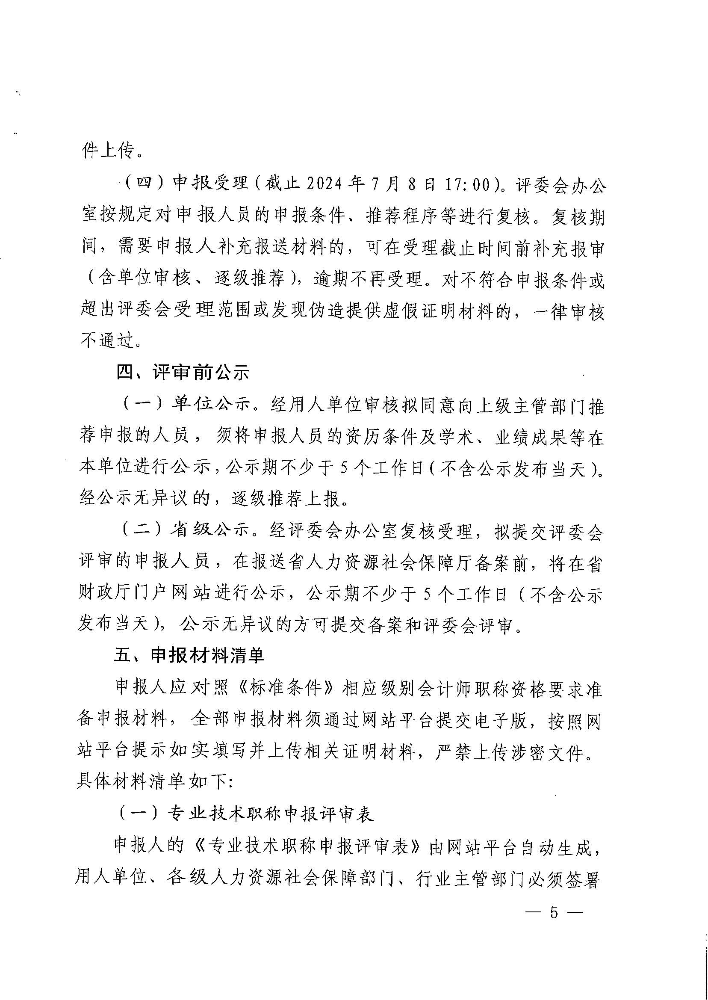 件上传。
（四）申报受理（截止 2024 年 7 月 8 日 17:00）。评委会办公
室按规定对申报人员的申报条件、推荐程序等进行复核。复核期
间，需要申报人补充报送材料的，可在受理截止时间前补充报审
（含单位审核、逐级推荐），逾期不再受理。对不符合申报条件或
超出评委会受理范围或发现伪造提供虚假证明材料的，一律审核
不通过。
四、评审前公示
（一）单位公示。经用人单位审核拟同意向上级主管部门推
荐申报的人员，须将申报人员的资历条件及学术、业绩成果等在
本单位进行公示，公示期不少于 5 个工作日（不含公示发布当天）。
经公示无异议的，逐级推荐上报。
（二）省级公示。经评委会办公室复核受理，拟提交评委会
评审的申报人员，在报送省人力资源社会保障厅备案前，将在省
财政厅门户网站进行公示，公示期不少于 5 个工作日（不含公示
发布当天），公示无异议的方可提交备案和评委会评审。
五、申报材料清单
申报人应对照《标准条件》相应级别会计师职称资格要求准
备申报材料，全部申报材料须通过网站平台提交电子版，按照网
站平台提示如实填写并上传相关证明材料，严禁上传涉密文件。
具体材料清单如下：
（一）专业技术职称申报评审表
申报人的《专业技术职称申报评审表》由网站平台自动生成，
用人单位、各级人力资源社会保障部门、行业主管部门必须签署
— 5 —